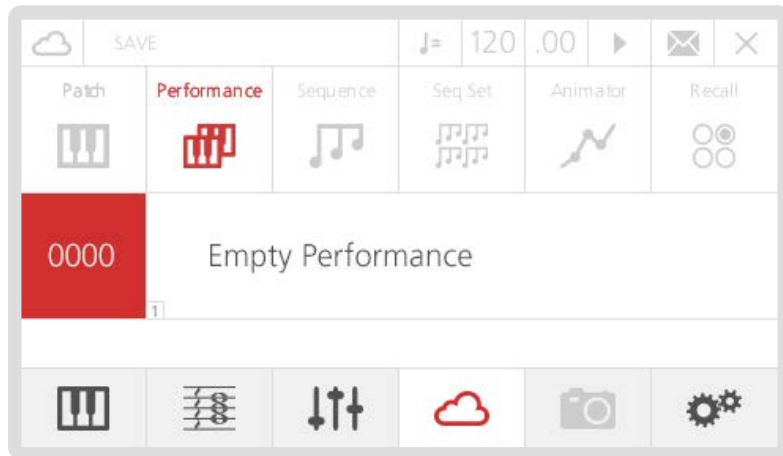 SAVE ♩= 120 .00
Patch Performance Sequence Seq Set Animator Recall
0000 Empty Performance
1